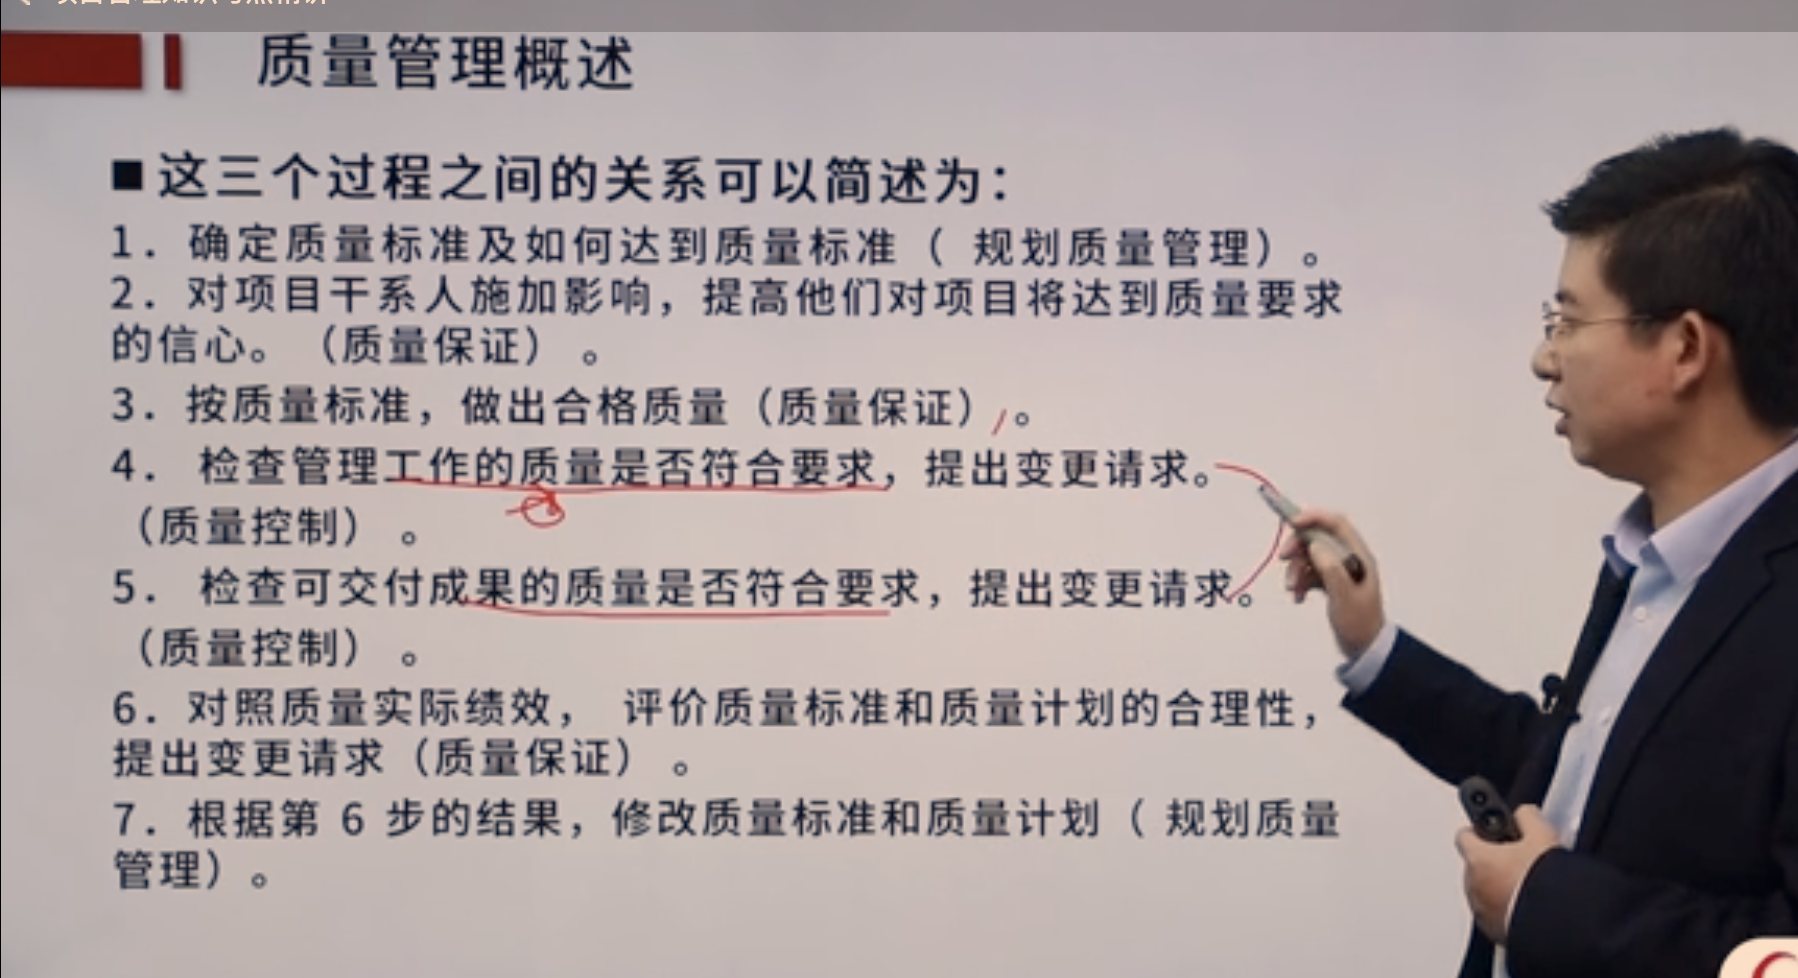 质量管理概述
■这三个过程之间的关系可以简述为：
1. 确定质量标准及如何达到质量标准（ 规划质量管理）。
2. 对项目干系人施加影响，提高他们对项目将达到质量要求
的信心。（质量保证） 。
3. 按质量标准，做出合格质量（质量保证）。
4. 检查管理工作的质量是否符合要求，提出变更请求。
（质量控制） 。
5. 检查可交付成果的质量是否符合要求，提出变更请求。
（质量控制） 。
6. 对照质量实际绩效， 评价质量标准和质量计划的合理性，
提出变更请求（质量保证） 。
7. 根据第 6 步的结果，修改质量标准和质量计划（ 规划质量
管理）。